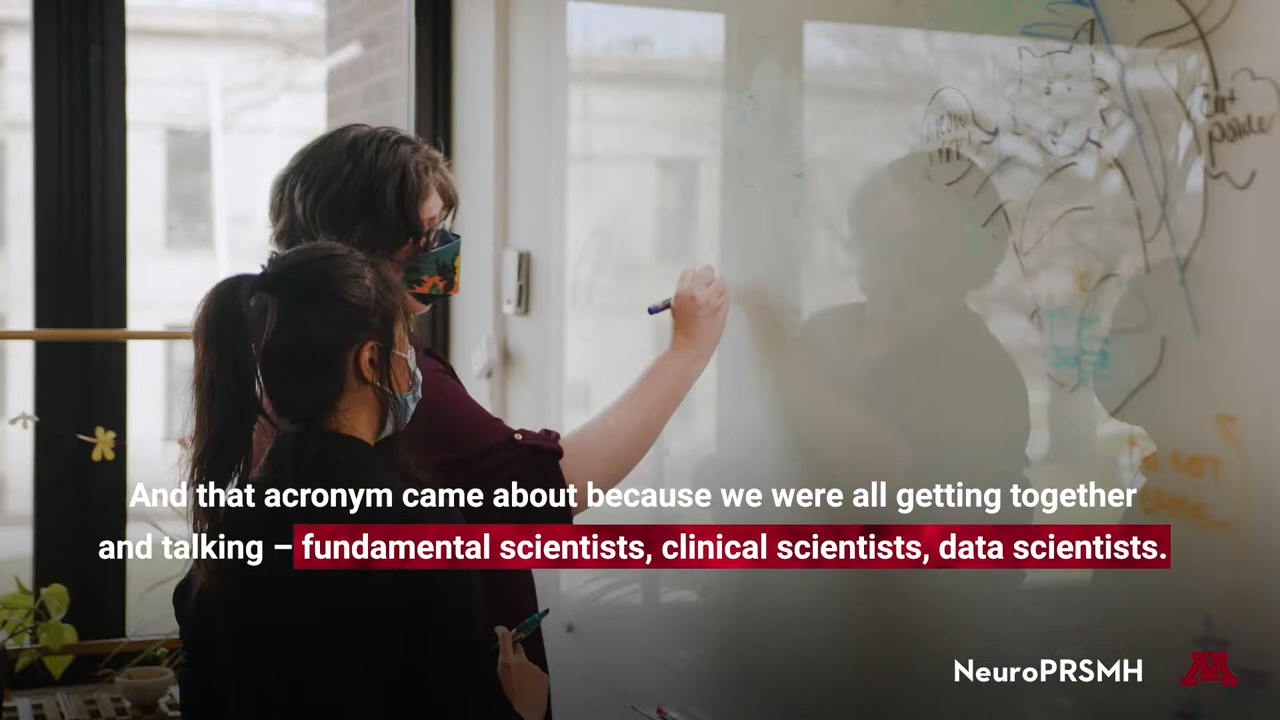 And that acronym came about because we were all getting together
and talking – fundamental scientists, clinical scientists, data scientists.
NeuroPRSMH
M